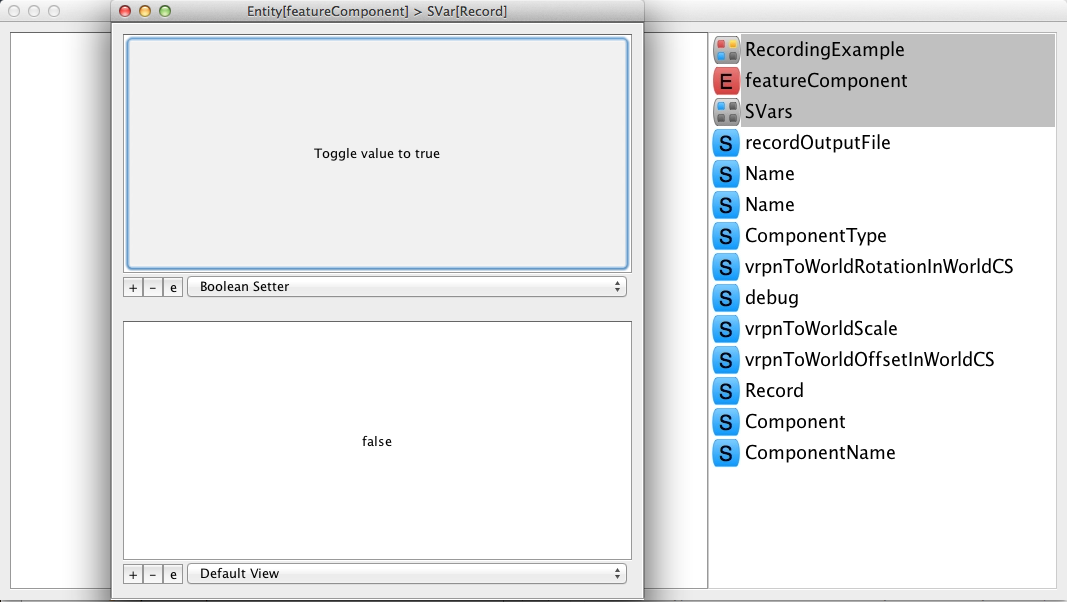 Entity[featureComponent] > SVar[Record]
Toggle value to true
+ - e Boolean Setter
false
+ - e Default View
RecordingExample
E featureComponent
SVars
S recordOutputFile
S Name
S Name
S ComponentType
S vrpnToWorldRotationInWorldCS
S debug
S vrpnToWorldScale
S vrpnToWorldOffsetInWorldCS
S Record
S Component
S ComponentName